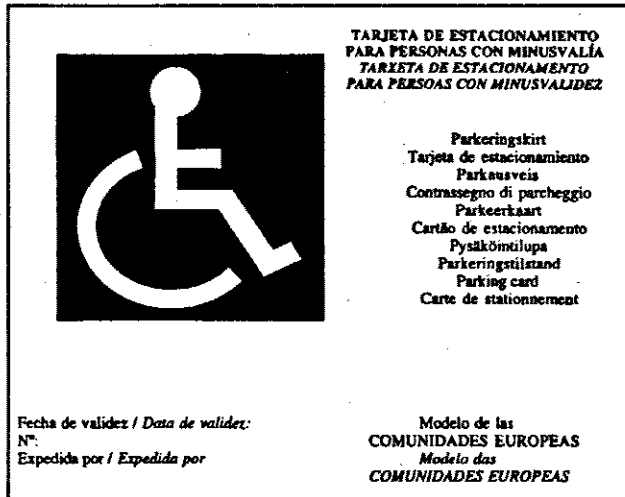 TARJETA DE ESTACIONAMIENTO
PARA PERSONAS CON MINUSVALÍA
TARXETA DE ESTACIONAMENTO
PARA PERSOAS CON MINUSVALIDEZ
Parkeringskirt
Tarjeta de estacionamiento
Parkausveis
Contrassegno di parcheggio
Parkeerkaart
Cartão de estacionamento
Pysäköintilupa
Parkeringstilstand
Parking card
Carte de stationnement
Fecha de validez / Data de validez:
Nº:
Expedida por / Expedida por
Modelo de las
COMUNIDADES EUROPEAS
Modelo das
COMUNIDADES EUROPEAS